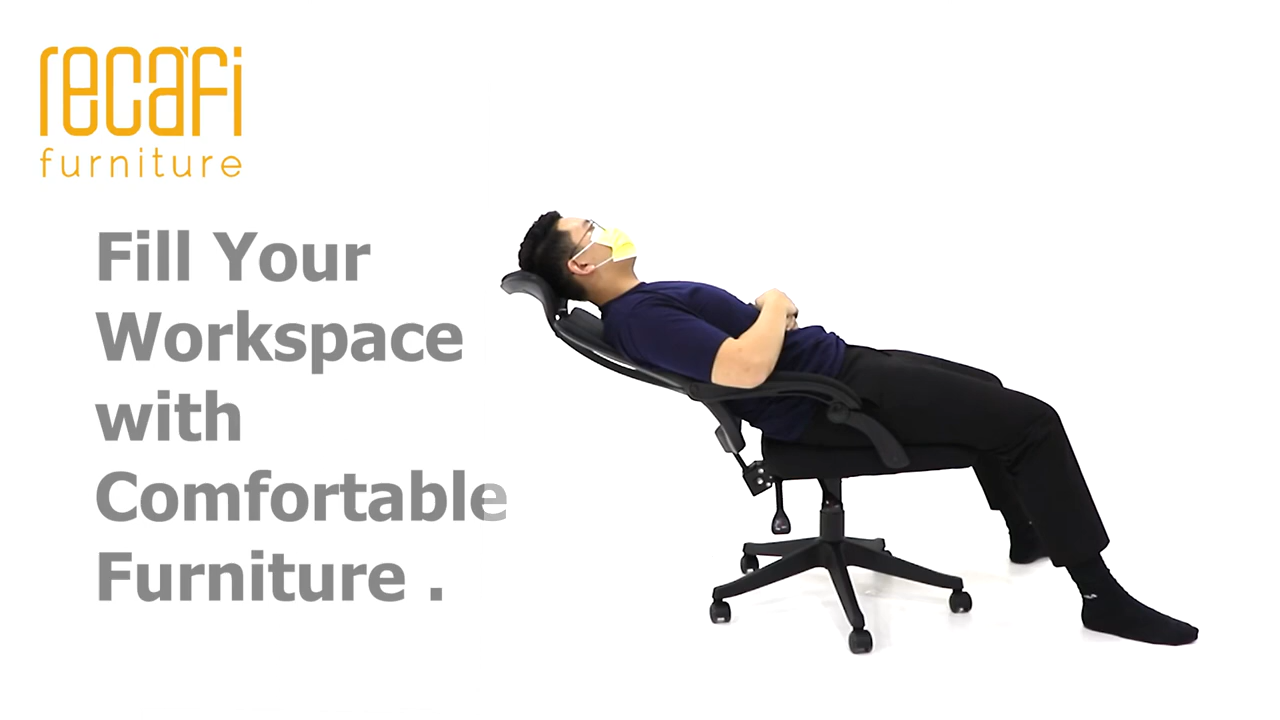 recafi
furniture
Fill Your
Workspace
with
Comfortable
Furniture .